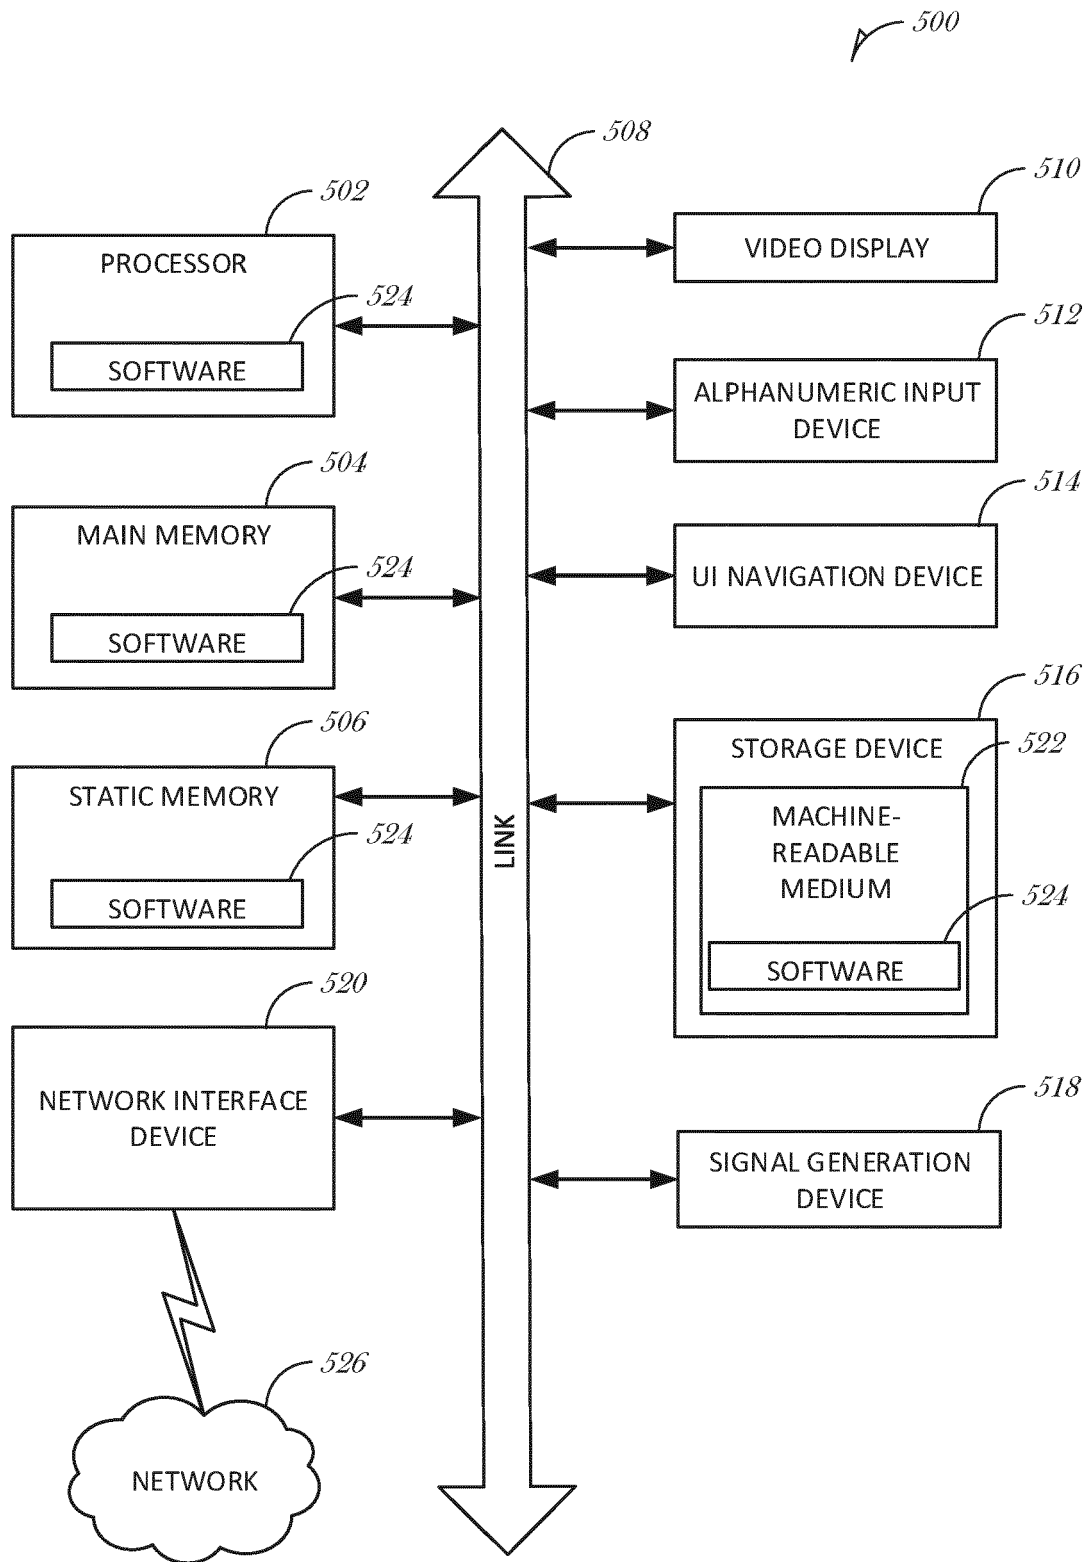 500
508
502
PROCESSOR
524
SOFTWARE
504
MAIN MEMORY
524
SOFTWARE
506
STATIC MEMORY
524
SOFTWARE
520
NETWORK INTERFACE
DEVICE
526
NETWORK
LINK
510
VIDEO DISPLAY
512
ALPHANUMERIC INPUT
DEVICE
514
UI NAVIGATION DEVICE
516
STORAGE DEVICE
522
MACHINE-
READABLE
MEDIUM
524
SOFTWARE
518
SIGNAL GENERATION
DEVICE